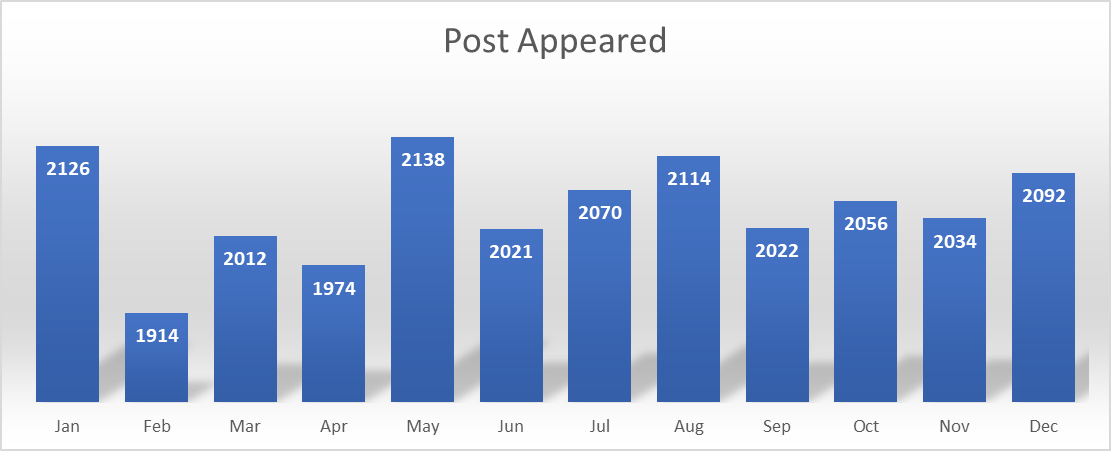 Post Appeared
2126 1914 2012 1974 2138 2021 2070 2114 2022 2056 2034 2092
Jan Feb Mar Apr May Jun Jul Aug Sep Oct Nov Dec